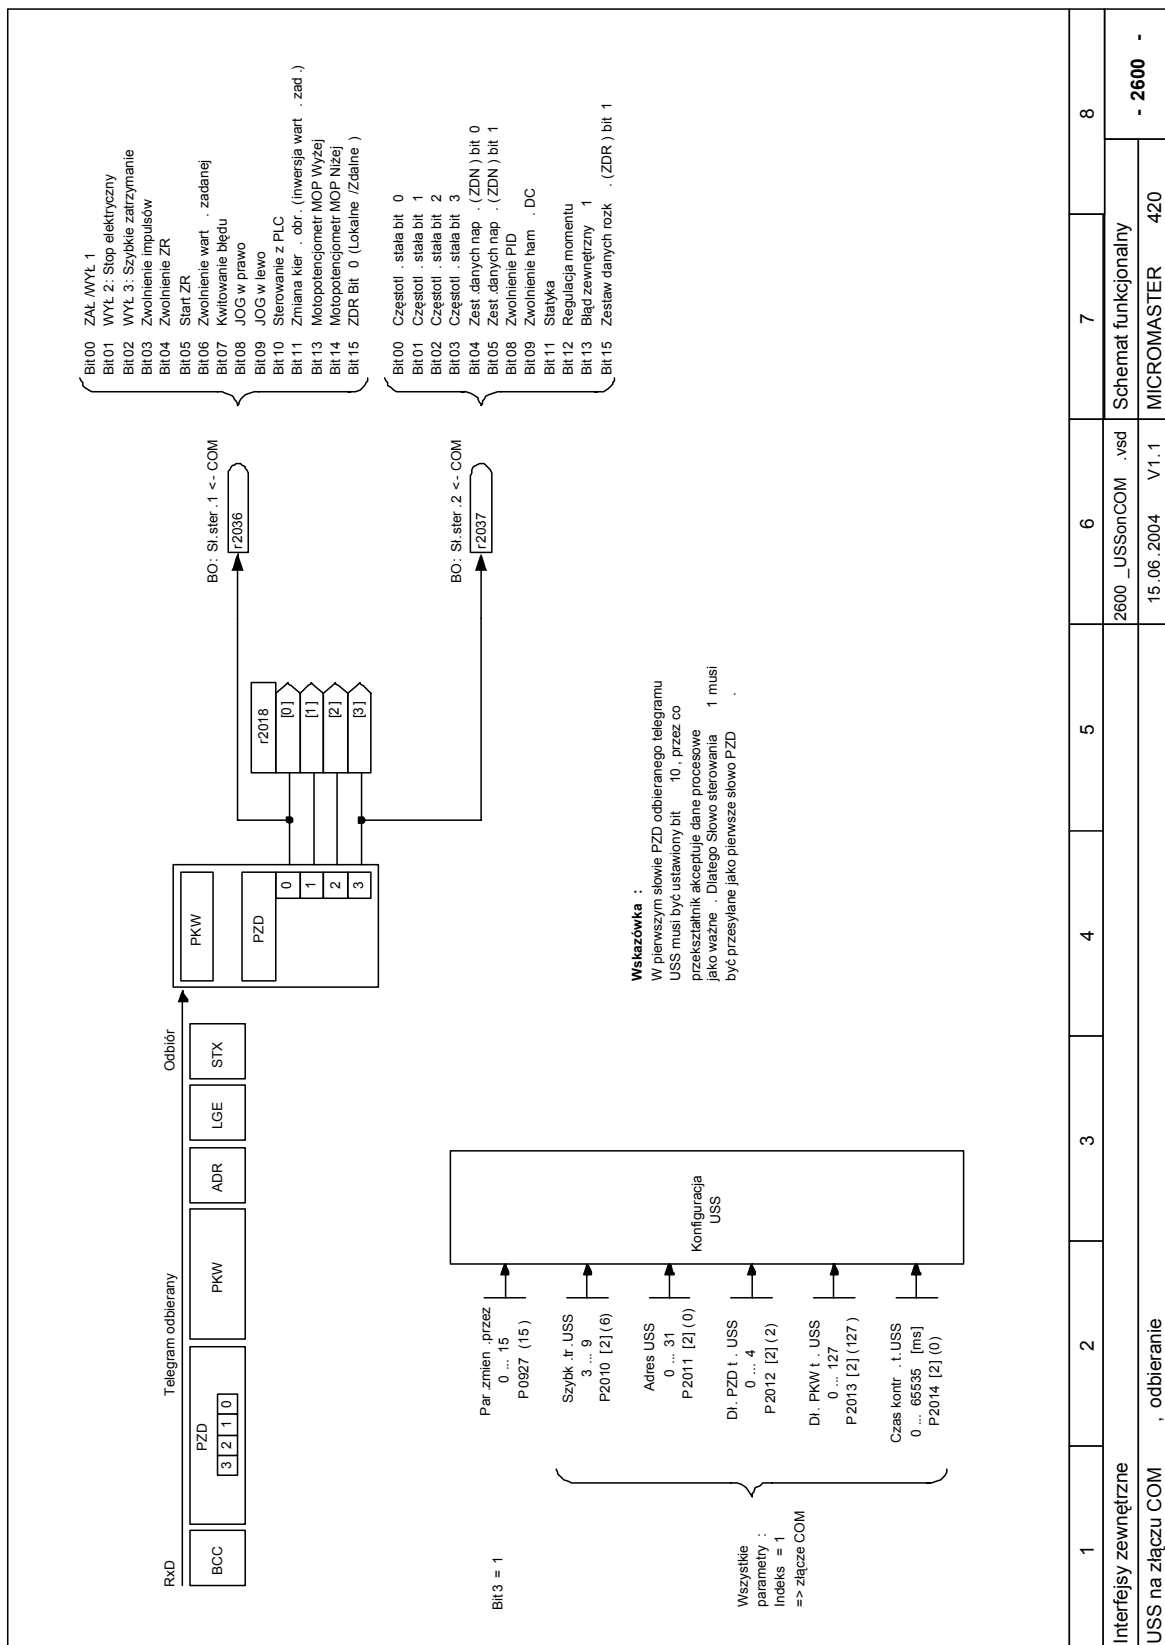 RxD
Telegram odbierany
Odbiór
BCC
PZD
3 2 1 0
PKW
ADR
LGE
STX
PKW
PZD
0
1
2
3
r2018
[0]
[1]
[2]
[3]
BO: Sł.ster .1 <- COM
r2036
Bit00 ZAŁ /WYŁ 1
Bit01 WYŁ 2: Stop elektryczny
Bit02 WYŁ 3: Szybkie zatrzymanie
Bit03 Zwolnienie impulsów
Bit04 Zwolnienie ZR
Bit05 Start ZR
Bit06 Zwolnienie wart . zadanej
Bit07 Kwitowanie błędu
Bit08 JOG w prawo
Bit09 JOG w lewo
Bit10 Sterowanie z PLC
Bit11 Zmiana kier . obr . (inwersja wart . zad .)
Bit13 Motopotencjometr MOP Wyżej
Bit14 Motopotencjometr MOP Niżej
Bit15 ZDR Bit 0 (Lokalne /Zdalne )
BO: Sł.ster .2 <- COM
r2037
Bit00 Częstotl . stała bit 0
Bit01 Częstotl . stała bit 1
Bit02 Częstotl . stała bit 2
Bit03 Częstotl . stała bit 3
Bit04 Zest .danych nap . (ZDN ) bit 0
Bit05 Zest .danych nap . (ZDN ) bit 1
Bit08 Zwolnienie PID
Bit09 Zwolnienie ham . DC
Bit11 Statyka
Bit12 Regulacja momentu
Bit13 Błąd zewnętrzny 1
Bit15 Zestaw danych rozk . (ZDR ) bit 1
Bit3 = 1
Par .zmien .przez
0 ... 15
P0927 (15 )
Szybk .tr .USS
3 ... 9
P2010 [2] (6)
Adres USS
0 ... 31
P2011 [2] (0)
Dł. PZD t . USS
0 ... 4
P2012 [2] (2)
Dł. PKW t . USS
0 ... 127
P2013 [2] (127 )
Czas kontr . t.USS
0 ... 65535 [ms]
P2014 [2] (0)
Konfiguracja
USS
Wszystkie
parametry :
Indeks = 1
=> złącze COM
Wskazówka :
W pierwszym słowie PZD odbieranego telegramu
USS musi być ustawiony bit 10 , przez co
przekształtnik akceptuje dane procesowe
jako ważne . Dlatego Słowo sterowania 1 musi
być przesyłane jako pierwsze słowo PZD .
1 2 3 4 5 6 7 8
Interfejsy zewnętrzne
2600 _USSonCOM .vsd
Schemat funkcjonalny
- 2600 -
USS na złączu COM , odbieranie
15.06.2004 V1.1
MICROMASTER 420